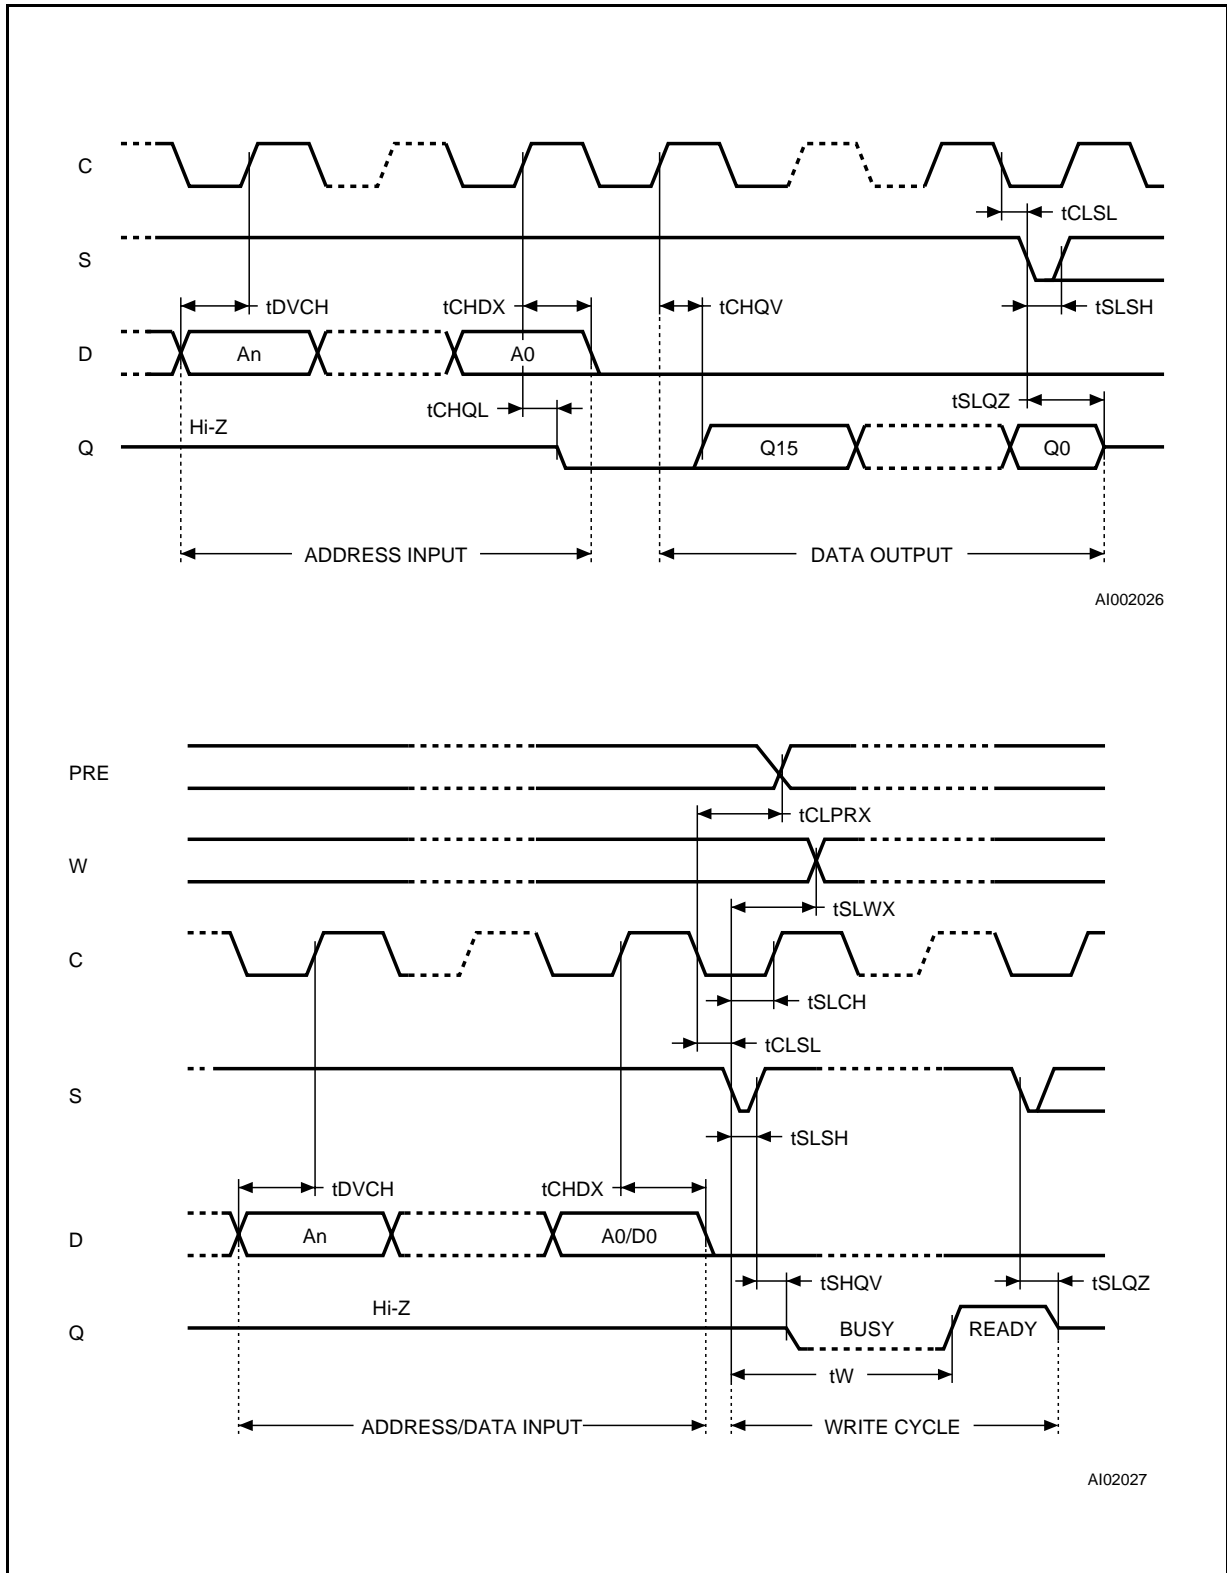 C
tCLSL
S
tDVCH
tCHDX
tCHQV
tSLSH
D
An
A0
tCHQL
tSLQZ
Hi-Z
Q
Q15
Q0
ADDRESS INPUT
DATA OUTPUT
AI002026
PRE
tCLPRX
W
tSLWX
C
tSLCH
tCLSL
S
tSLSH
tDVCH
tCHDX
D
An
A0/D0
tSHQV
tSLQZ
Hi-Z
Q
BUSY
READY
tW
ADDRESS/DATA INPUT
WRITE CYCLE
AI02027